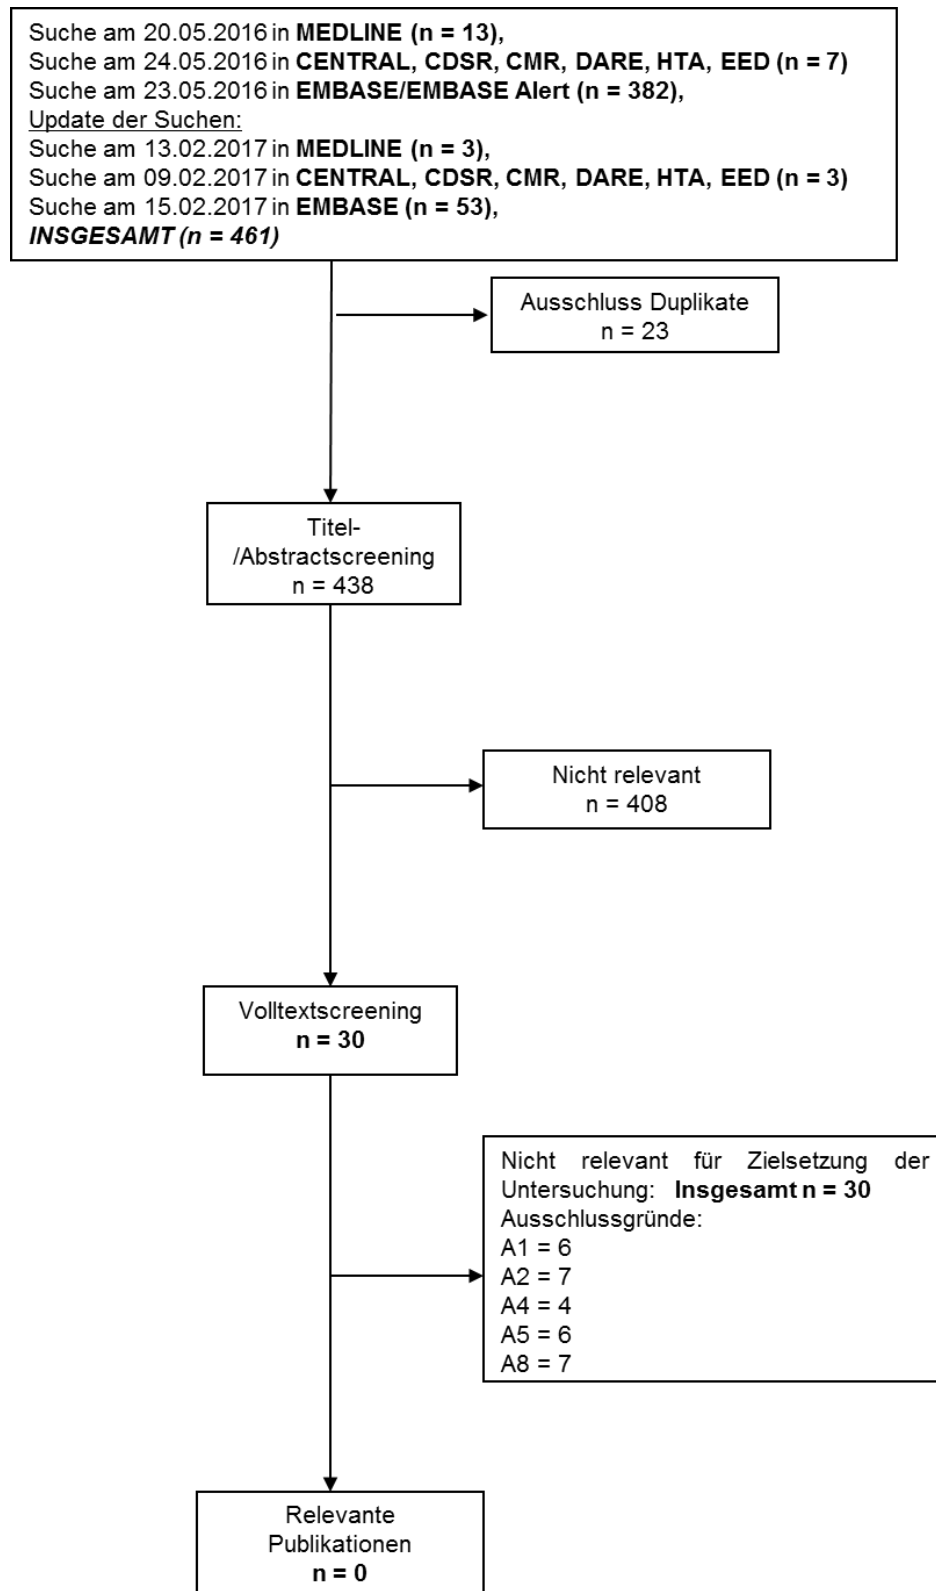 Suche am 20.05.2016 in MEDLINE (n = 13),
Suche am 24.05.2016 in CENTRAL, CDSR, CMR, DARE, HTA, EED (n = 7)
Suche am 23.05.2016 in EMBASE/EMBASE Alert (n = 382),
Update der Suchen:
Suche am 13.02.2017 in MEDLINE (n = 3),
Suche am 09.02.2017 in CENTRAL, CDSR, CMR, DARE, HTA, EED (n = 3)
Suche am 15.02.2017 in EMBASE (n = 53),
INSGESAMT (n = 461)
Ausschluss Duplikate
n = 23
Titel-
/Abstractscreening
n = 438
Nicht relevant
n = 408
Volltextscreening
n = 30
Nicht relevant für Zielsetzung der
Untersuchung: Insgesamt n = 30
Ausschlussgründe:
A1 = 6
A2 = 7
A4 = 4
A5 = 6
A8 = 7
Relevante
Publikationen
n = 0